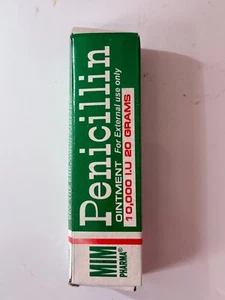 Penicillin
OINTMENT For External use only
10,000 I.U 20 GRAMS
MIM
PHARMA®